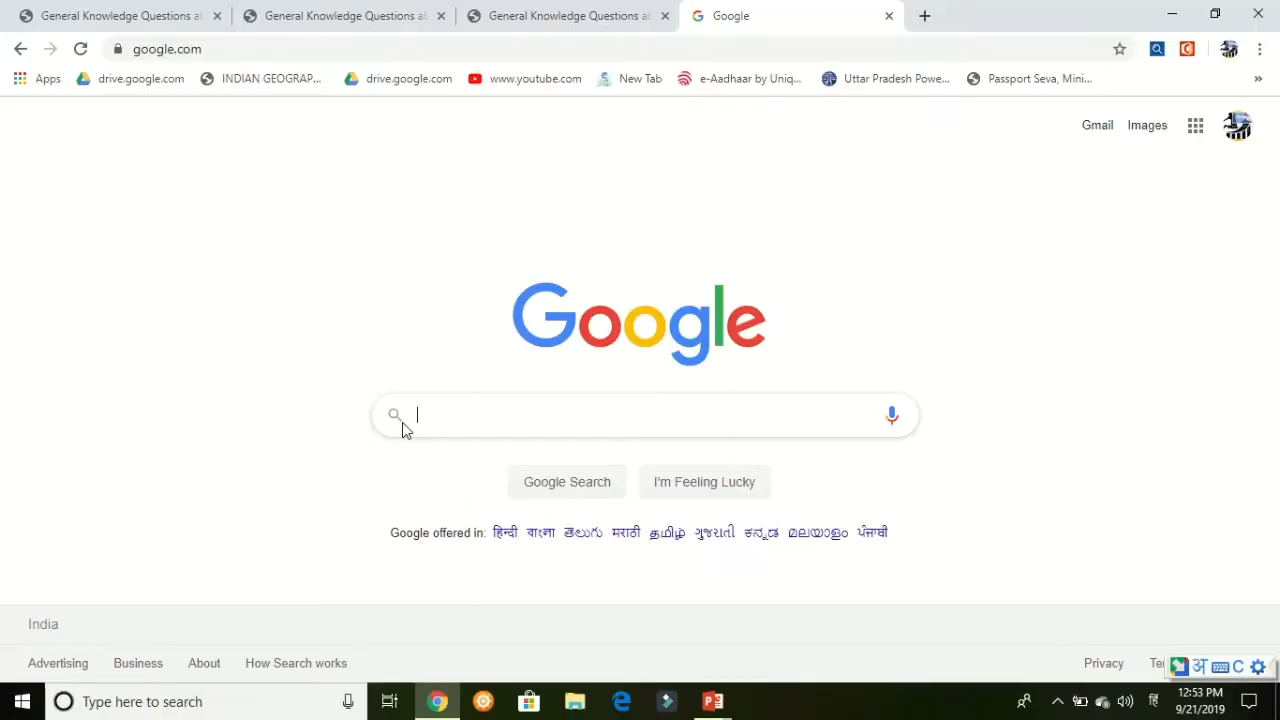 General Knowledge Questions at
General Knowledge Questions at
General Knowledge Questions at
Google
google.com
Apps
drive.google.com
INDIAN GEOGRAP...
drive.google.com
www.youtube.com
New Tab
e-Aadhaar by Uniq...
Uttar Pradesh Powe...
Passport Seva, Mini...
»
Gmail Images
Google
Google Search
I'm Feeling Lucky
Google offered in: हिन्दी বাংলা తెలుగు मराठी தமிழ் ગુજરાતી ಕನ್ನಡ മലയാളം ਪੰਜਾਬੀ
India
Advertising Business About How Search works
Privacy
अ C
Type here to search
हि
12:53 PM
9/21/2019